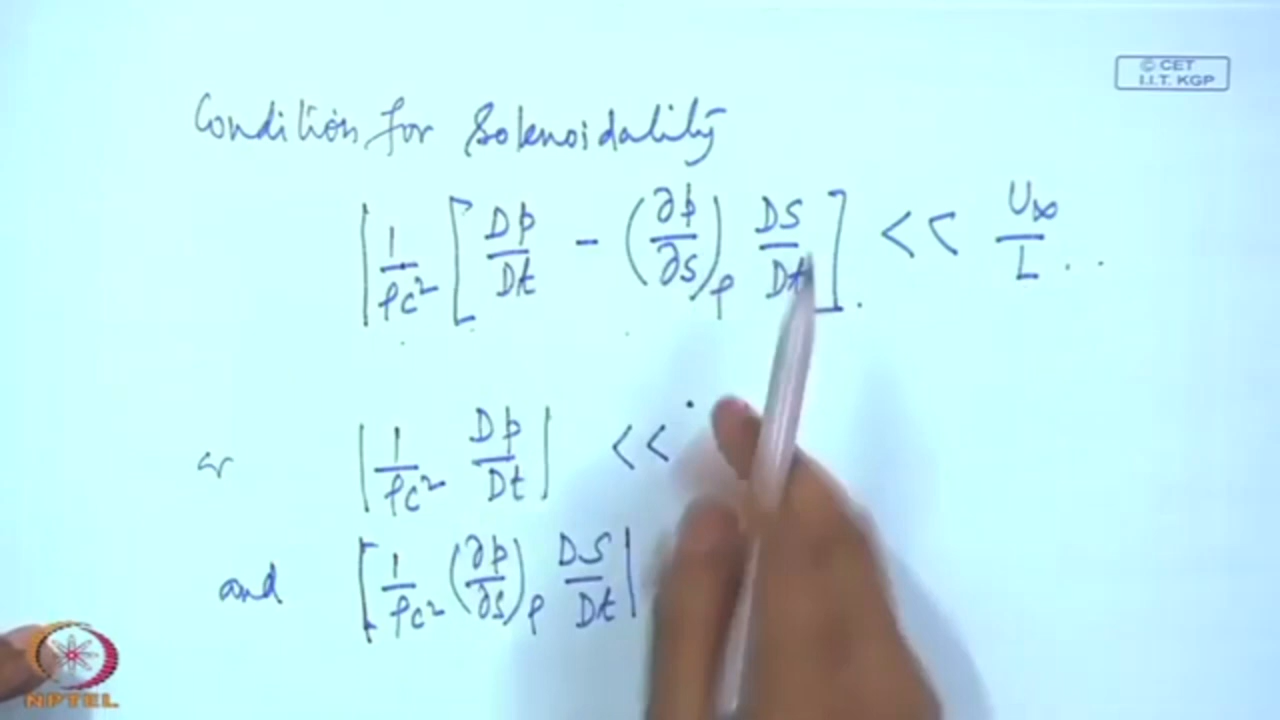 © CET
I.I.T. KGP
Condition for Solenoidality
| 1/ρc² [ Dp/Dt - (∂p/∂s)ρ Ds/Dt ] << U∞/L ..
or | 1/ρc² Dp/Dt | <<
and | 1/ρc² (∂p/∂s)ρ Ds/Dt |
NPTEL